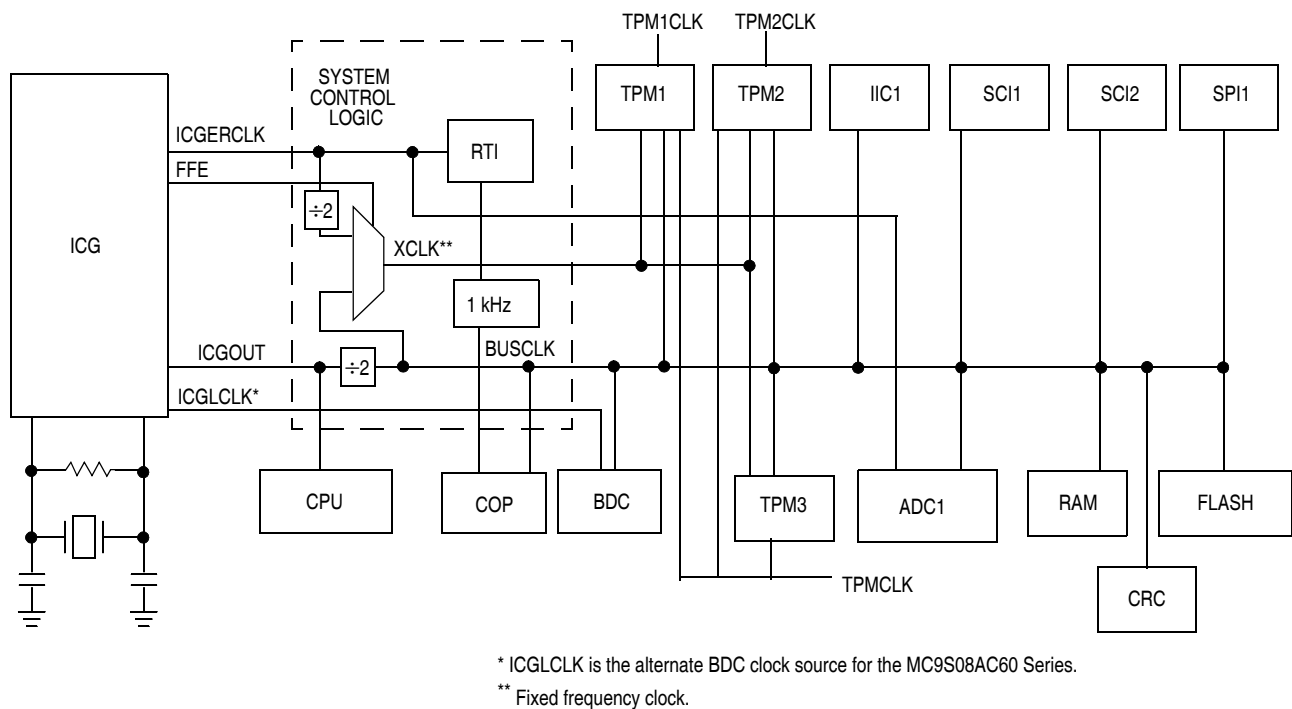 TPM1CLK
TPM2CLK
SYSTEM
CONTROL
LOGIC
TPM1
TPM2
IIC1
SCI1
SCI2
SPI1
ICGERCLK
FFE
RTI
÷2
ICG
XCLK**
1 kHz
ICGOUT
÷2
BUSCLK
ICGLCLK*
CPU
COP
BDC
TPM3
ADC1
RAM
FLASH
TPMCLK
CRC
* ICGLCLK is the alternate BDC clock source for the MC9S08AC60 Series.
** Fixed frequency clock.